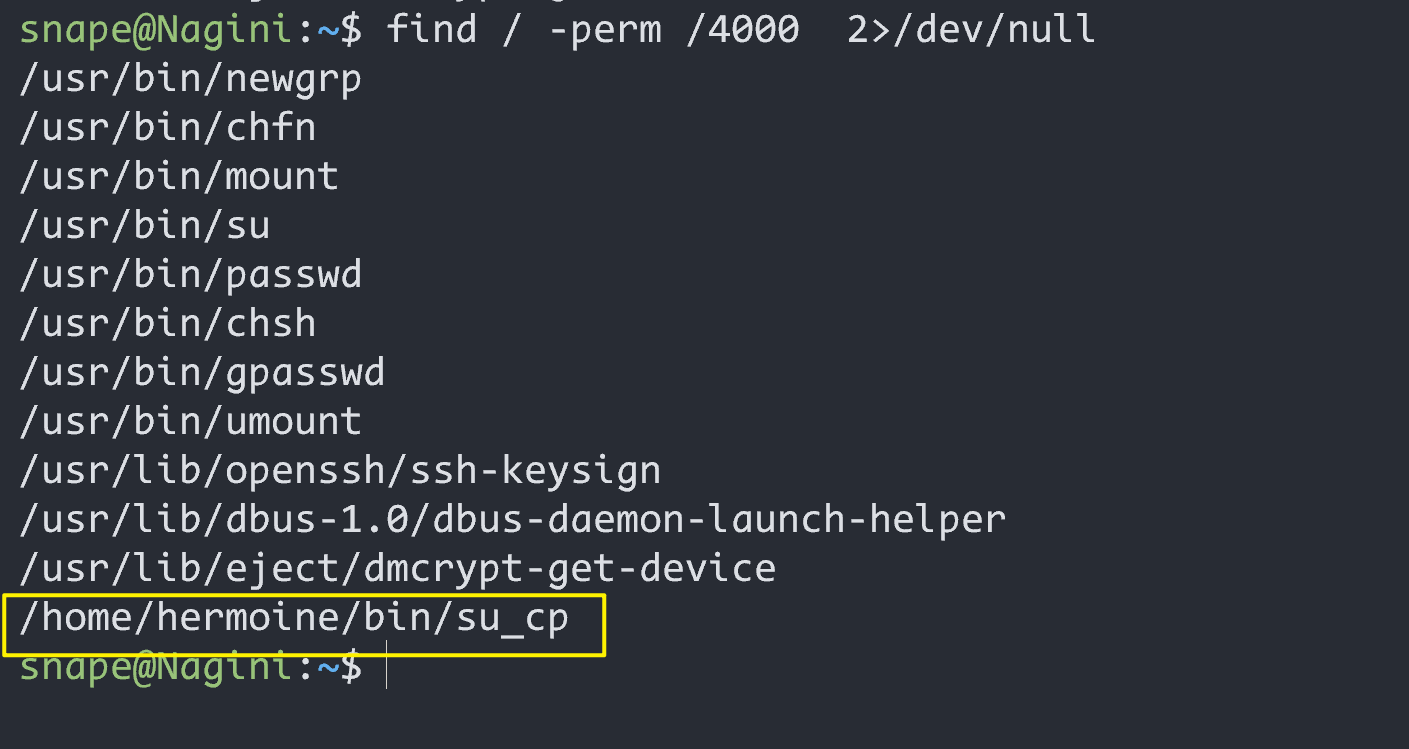 snape@Nagini:~$ find / -perm /4000  2>/dev/null
/usr/bin/newgrp
/usr/bin/chfn
/usr/bin/mount
/usr/bin/su
/usr/bin/passwd
/usr/bin/chsh
/usr/bin/gpasswd
/usr/bin/umount
/usr/lib/openssh/ssh-keysign
/usr/lib/dbus-1.0/dbus-daemon-launch-helper
/usr/lib/eject/dmcrypt-get-device
/home/hermoine/bin/su_cp
snape@Nagini:~$